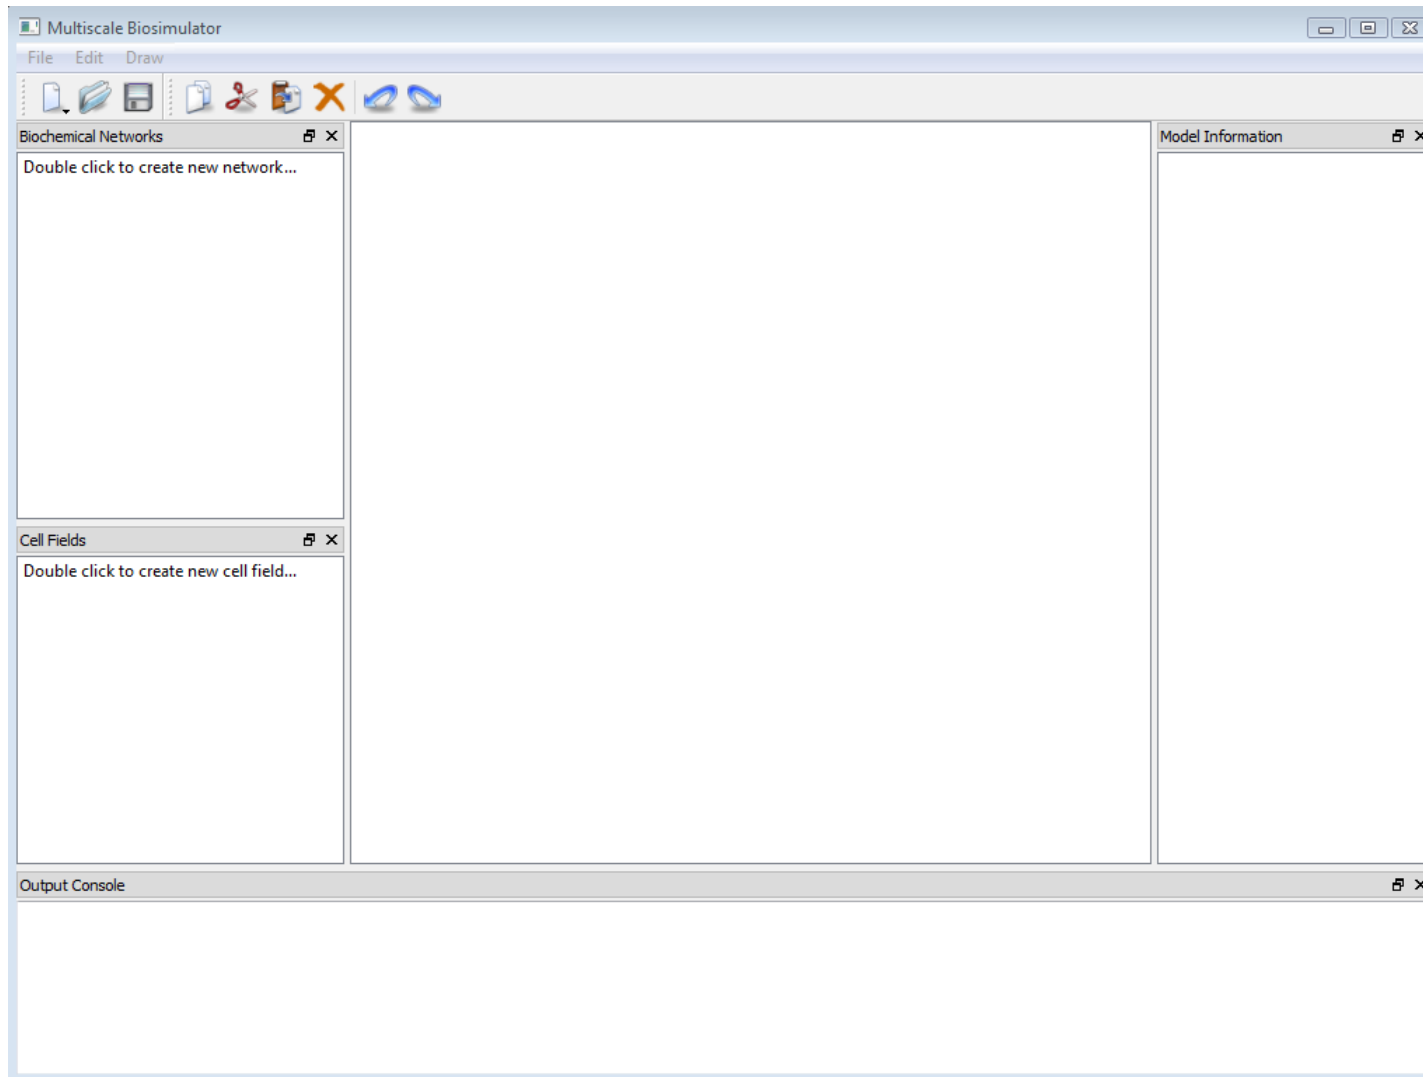 Multiscale Biosimulator
File Edit Draw
Biochemical Networks
Model Information
Double click to create new network...
Cell Fields
Double click to create new cell field...
Output Console